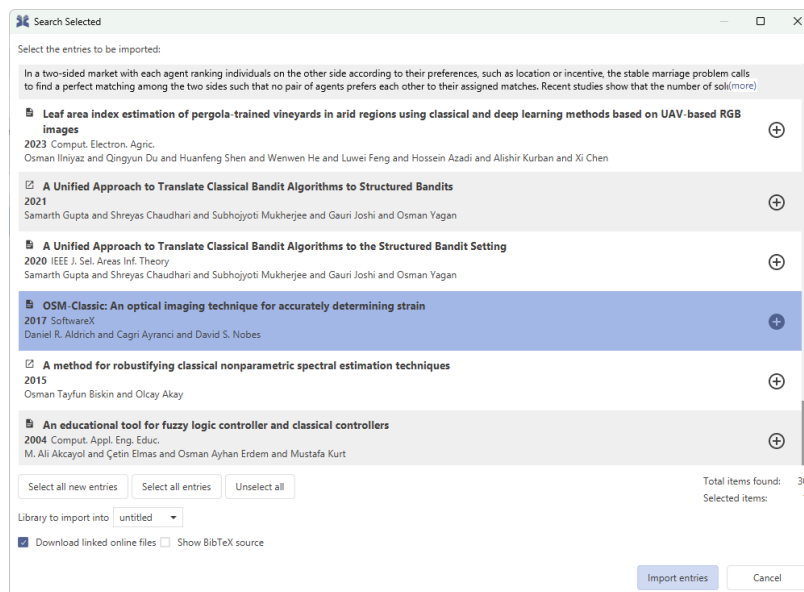 Search Selected
Select the entries to be imported:
In a two-sided market with each agent ranking individuals on the other side according to their preferences, such as location or incentive, the stable marriage problem calls
to find a perfect matching among the two sides such that no pair of agents prefers each other to their assigned matches. Recent studies show that the number of sol(more)
Leaf area index estimation of pergola-trained vineyards in arid regions using classical and deep learning methods based on UAV-based RGB
images
2023 Comput. Electron. Agric.
Osman Ilniyaz and Qingyun Du and Huanfeng Shen and Wenwen He and Luwei Feng and Hossein Azadi and Alishir Kurban and Xi Chen
A Unified Approach to Translate Classical Bandit Algorithms to Structured Bandits
2021
Samarth Gupta and Shreyas Chaudhari and Subhojyoti Mukherjee and Gauri Joshi and Osman Yagan
A Unified Approach to Translate Classical Bandit Algorithms to the Structured Bandit Setting
2020 IEEE J. Sel. Areas Inf. Theory
Samarth Gupta and Shreyas Chaudhari and Subhojyoti Mukherjee and Gauri Joshi and Osman Yagan
OSM-Classic: An optical imaging technique for accurately determining strain
2017 SoftwareX
Daniel R. Aldrich and Cagri Ayranci and David S. Nobes
A method for robustifying classical nonparametric spectral estimation techniques
2015
Osman Tayfun Biskin and Olcay Akay
An educational tool for fuzzy logic controller and classical controllers
2004 Comput. Appl. Eng. Educ.
M. Ali Akcayol and Çetin Elmas and Osman Ayhan Erdem and Mustafa Kurt
Select all new entries Select all entries Unselect all
Total items found:
Selected items:
Library to import into untitled
Download linked online files Show BibTeX source
Import entries Cancel